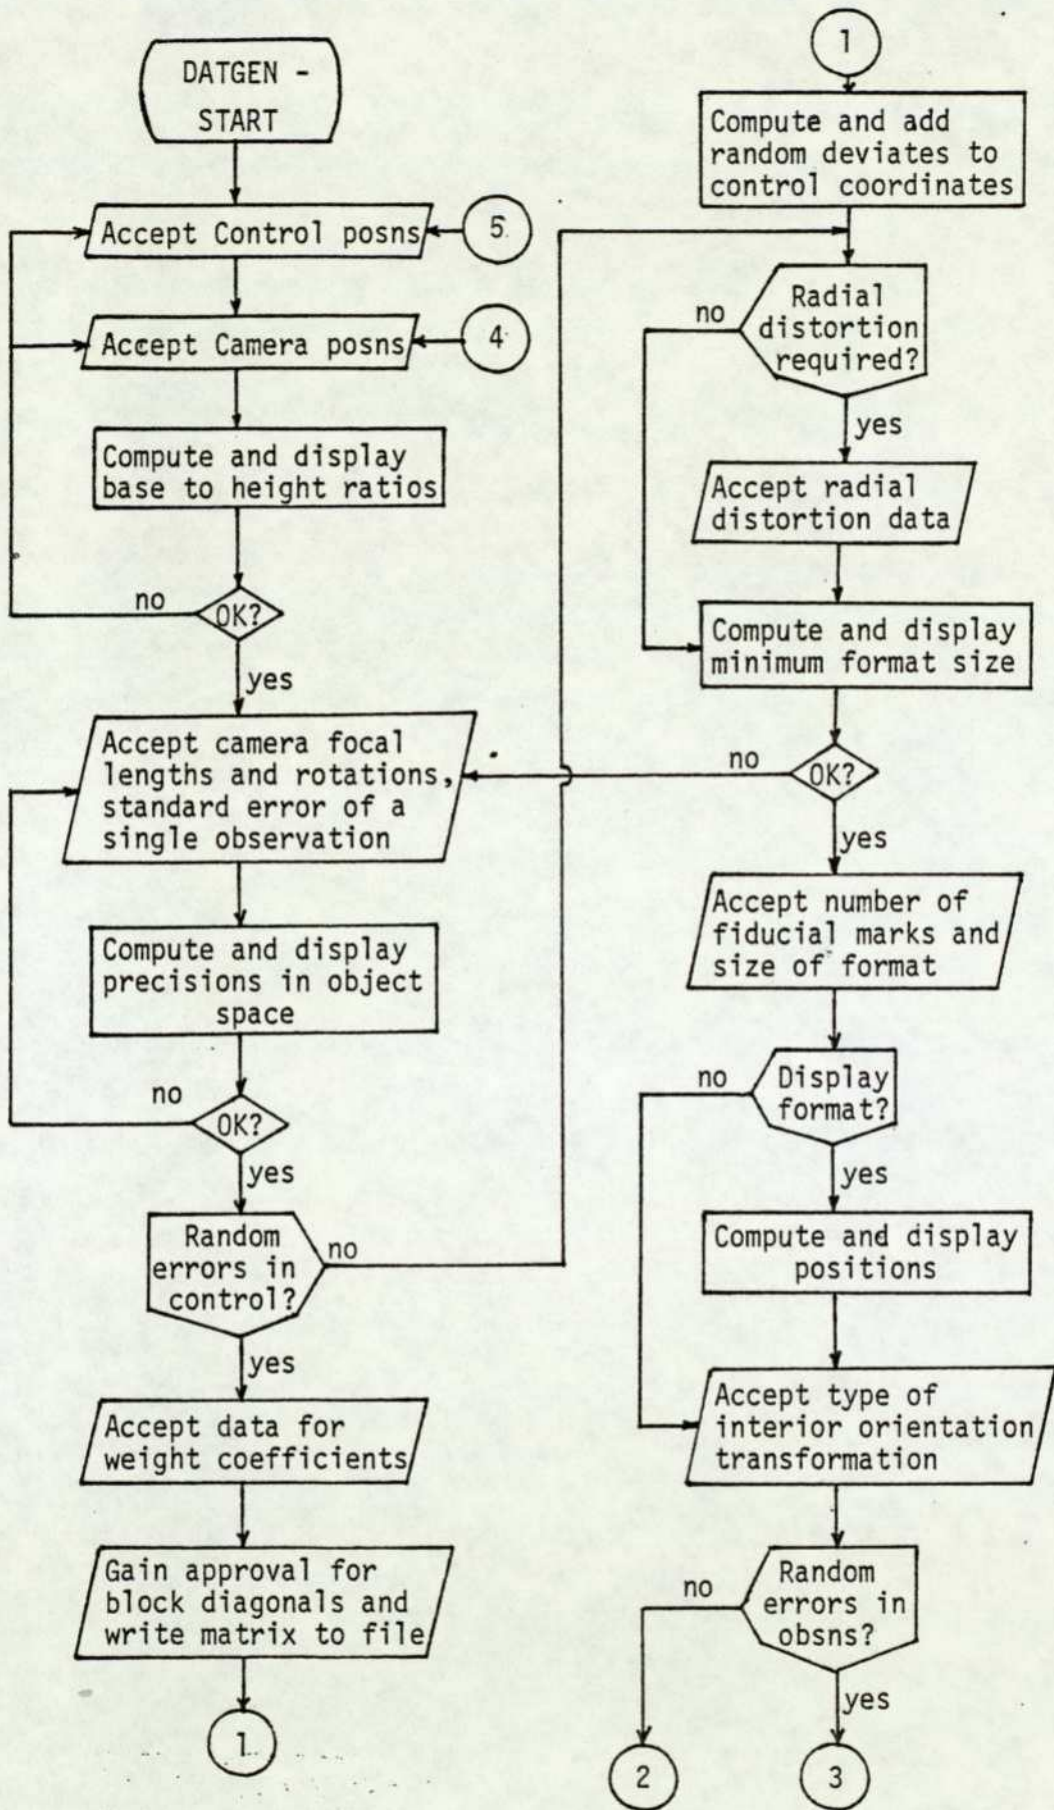 DATGEN -
START
Accept Control posns
5
Accept Camera posns
4
Compute and display
base to height ratios
no
OK?
yes
Accept camera focal
lengths and rotations,
standard error of a
single observation
Compute and display
precisions in object
space
no
OK?
yes
Random
errors in
control?
no
yes
Accept data for
weight coefficients
Gain approval for
block diagonals and
write matrix to file
1
1
Compute and add
random deviates to
control coordinates
no
Radial
distortion
required?
yes
Accept radial
distortion data
Compute and display
minimum format size
no
OK?
yes
Accept number of
fiducial marks and
size of format
no
Display
format?
yes
Compute and display
positions
Accept type of
interior orientation
transformation
no
Random
errors in
obsns?
yes
2
3